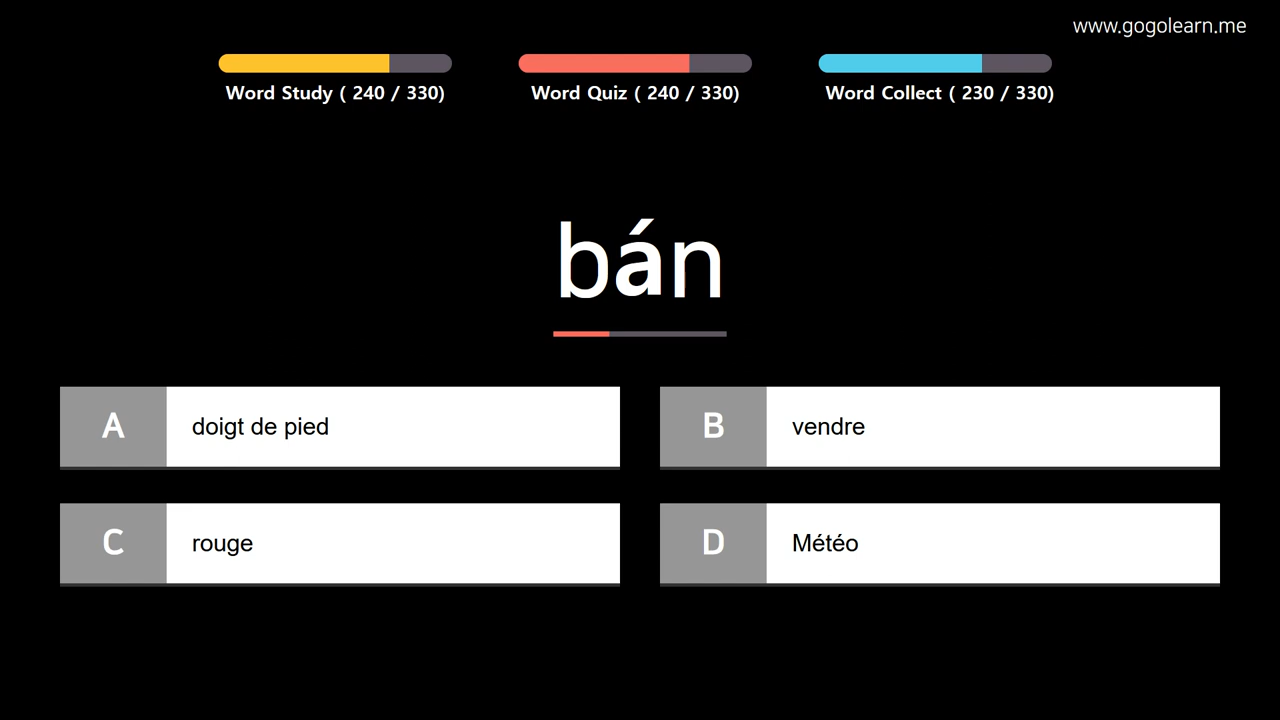 www.gogolearn.me
Word Study ( 240 / 330)
Word Quiz ( 240 / 330)
Word Collect ( 230 / 330)
bán
A doigt de pied
B vendre
C rouge
D Météo